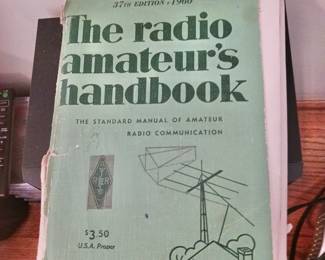 37TH EDITION • 1960
The radio
amateur's
handbook
THE STANDARD MANUAL OF AMATEUR
RADIO COMMUNICATION
$3.50
U.S.A. Proper